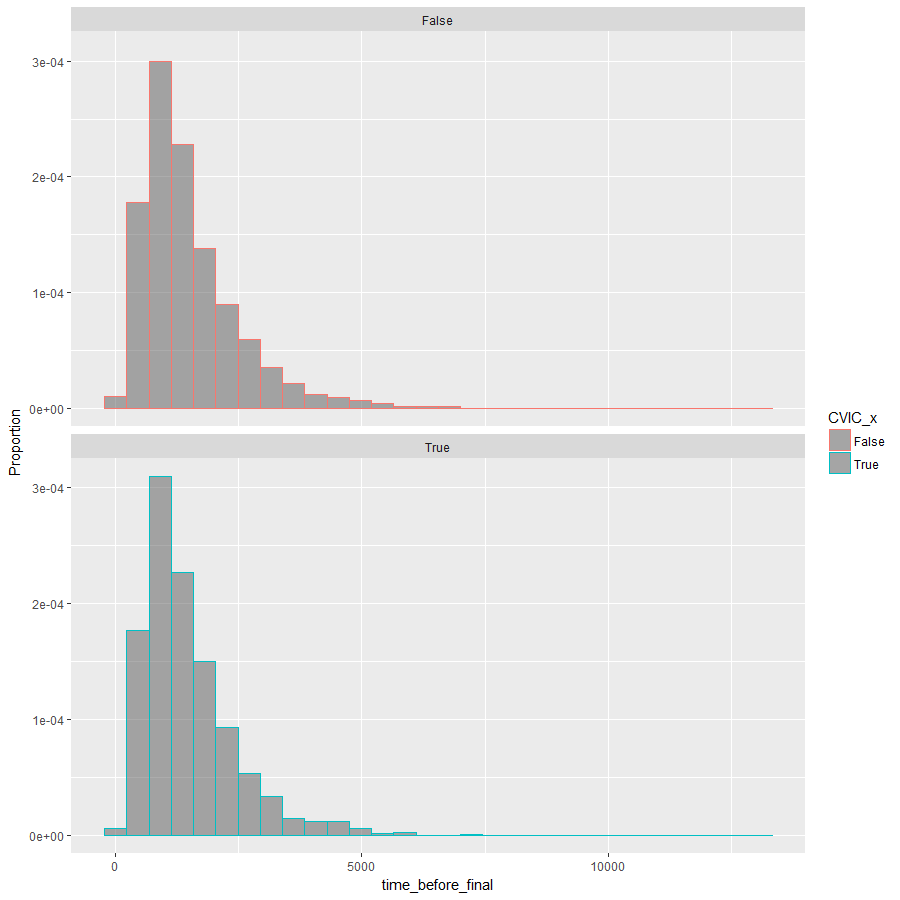 False
3e-04
2e-04
1e-04
0e+00
True
3e-04
2e-04
1e-04
0e+00
0
5000
10000
time_before_final
Proportion
CVIC_x
False
True